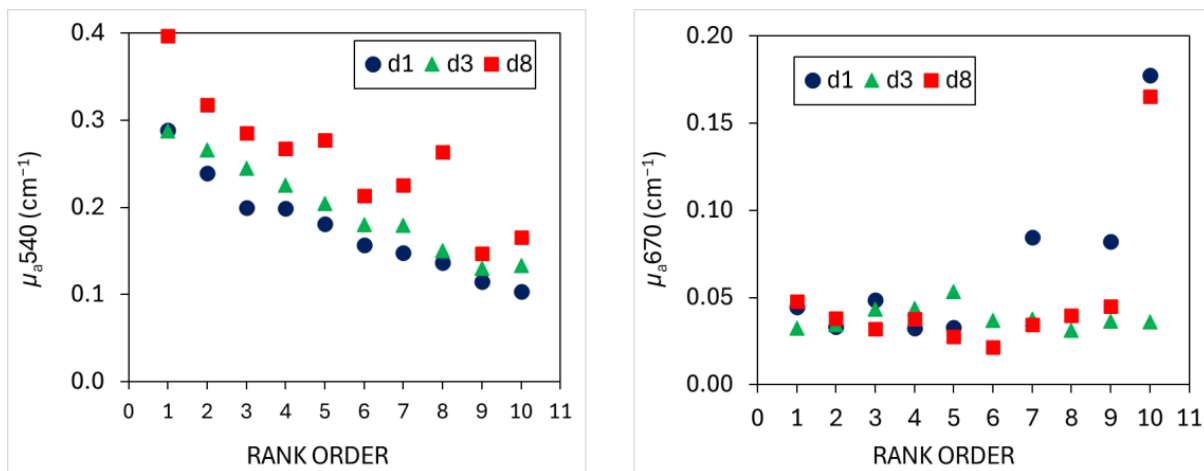 0.4
0.3
0.2
0.1
0.0
μa540 (cm−1)
d1 d3 d8
0 1 2 3 4 5 6 7 8 9 10 11
RANK ORDER
0.20
0.15
0.10
0.05
0.00
μa670 (cm−1)
d1 d3 d8
0 1 2 3 4 5 6 7 8 9 10 11
RANK ORDER